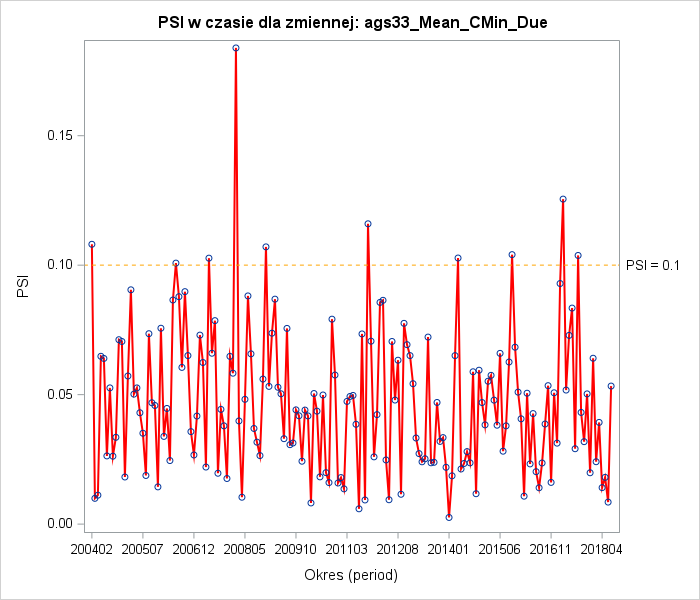 PSI w czasie dla zmiennej: ags33_Mean_CMin_Due
0.15
0.10
0.05
0.00
PSI
PSI = 0.1
200402 200507 200612 200805 200910 201103 201208 201401 201506 201611 201804
Okres (period)